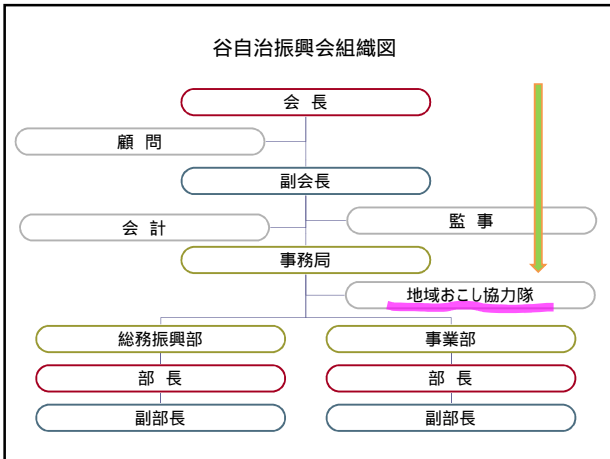 谷自治振興会組織図
会 長
顧 問
副会長
会 計
監 事
事務局
地域おこし協力隊
総務振興部
事業部
部 長
部 長
副部長
副部長